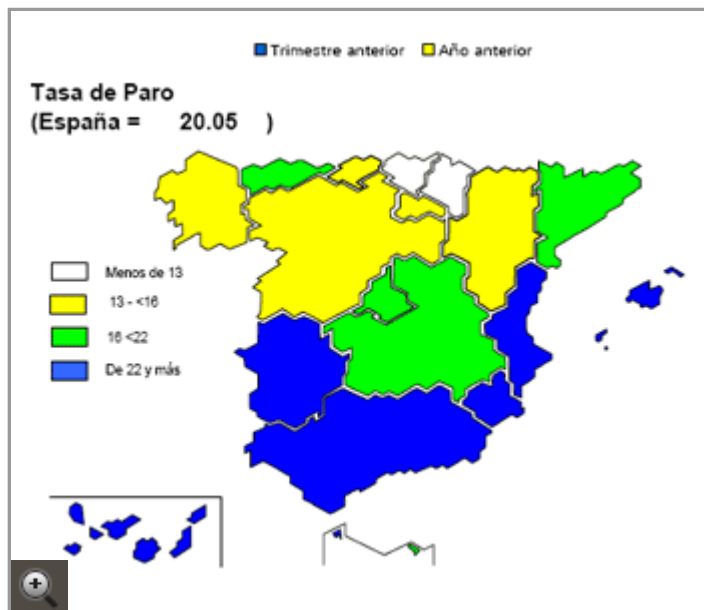 Trimestre anterior Año anterior
Tasa de Paro
(España = 20.05 )
Menos de 13
13 - <16
16 <22
De 22 y más